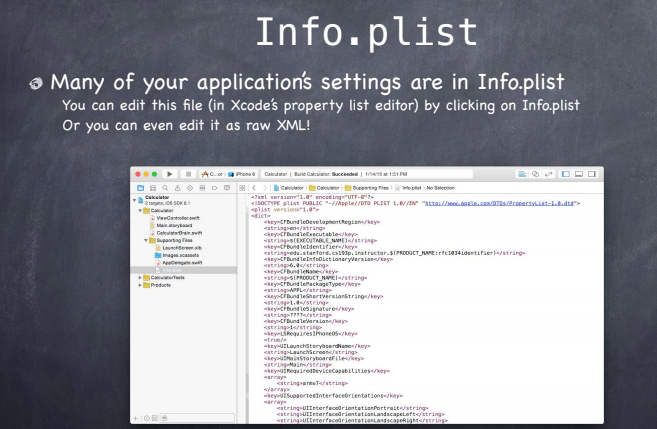 Info.plist
Many of your application's settings are in Info.plist
You can edit this file (in Xcode's property list editor) by clicking on Info.plist
Or you can even edit it as raw XML!
C...or
iPhone 6
Calculator | Build Calculator: Succeeded | 1/14/15 at 1:51 PM
Calculator
2 targets, iOS SDK 8.1
Calculator
ViewController.swift
Main.storyboard
CalculatorBrain.swift
Supporting Files
LaunchScreen.xib
Images.xcassets
AppDelegate.swift
Info.plist
CalculatorTests
Products
Calculator > Calculator > Supporting Files > Info.plist > No Selection
<?xml version="1.0" encoding="UTF-8"?>
<!DOCTYPE plist PUBLIC "-//Apple//DTD PLIST 1.0//EN" "http://www.apple.com/DTDs/PropertyList-1.0.dtd">
<plist version="1.0">
<dict>
<key>CFBundleDevelopmentRegion</key>
<string>en</string>
<key>CFBundleExecutable</key>
<string>$(EXECUTABLE_NAME)</string>
<key>CFBundleIdentifier</key>
<string>edu.stanford.cs193p.instructor.$(PRODUCT_NAME:rfc1034identifier)</string>
<key>CFBundleInfoDictionaryVersion</key>
<string>6.0</string>
<key>CFBundleName</key>
<string>$(PRODUCT_NAME)</string>
<key>CFBundlePackageType</key>
<string>APPL</string>
<key>CFBundleShortVersionString</key>
<string>1.0</string>
<key>CFBundleSignature</key>
<string>????</string>
<key>CFBundleVersion</key>
<string>1</string>
<key>LSRequiresIPhoneOS</key>
<true/>
<key>UILaunchStoryboardName</key>
<string>LaunchScreen</string>
<key>UIMainStoryboardFile</key>
<string>Main</string>
<key>UIRequiredDeviceCapabilities</key>
<array>
<string>armv7</string>
</array>
<key>UISupportedInterfaceOrientations</key>
<array>
<string>UIInterfaceOrientationPortrait</string>
<string>UIInterfaceOrientationLandscapeLeft</string>
<string>UIInterfaceOrientationLandscapeRight</string>